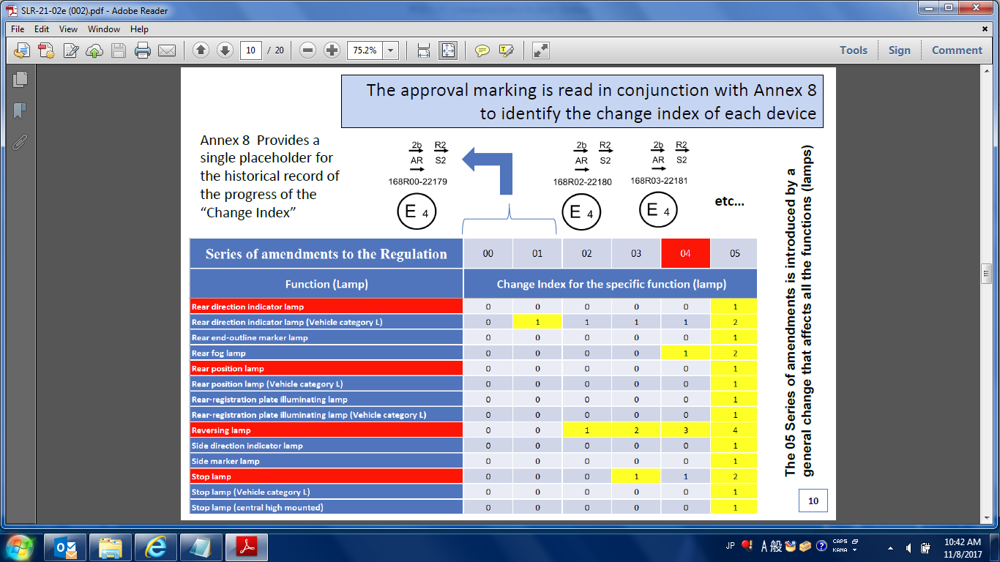 SLR-21-02e (002).pdf - Adobe Reader
File Edit View Window Help
10 / 20 75.2% Tools Sign Comment
The approval marking is read in conjunction with Annex 8
to identify the change index of each device
Annex 8 Provides a
single placeholder for
the historical record of
the progress of the
“Change Index”
2b R2
AR S2
168R00-22179
E 4
2b R2
AR S2
168R02-22180
E 4
2b R2
AR S2
168R03-22181
E 4
etc...
The 05 Series of amendments is introduced by a
general change that affects all the functions (lamps)
Series of amendments to the Regulation 00 01 02 03 04 05
Function (Lamp) Change Index for the specific function (lamp)
Rear direction indicator lamp 0 0 0 0 0 1
Rear direction indicator lamp (Vehicle category L) 0 1 1 1 1 2
Rear end-outline marker lamp 0 0 0 0 0 1
Rear fog lamp 0 0 0 0 1 2
Rear position lamp 0 0 0 0 0 1
Rear position lamp (Vehicle category L) 0 0 0 0 0 1
Rear-registration plate illuminating lamp 0 0 0 0 0 1
Rear-registration plate illuminating lamp (Vehicle category L) 0 0 0 0 0 1
Reversing lamp 0 0 1 2 3 4
Side direction indicator lamp 0 0 0 0 0 1
Side marker lamp 0 0 0 0 0 1
Stop lamp 0 0 0 1 1 2
Stop lamp (Vehicle category L) 0 0 0 0 0 1
Stop lamp (central high mounted) 0 0 0 0 0 1
10
JP A 般 CAPS KANA 10:42 AM
11/8/2017